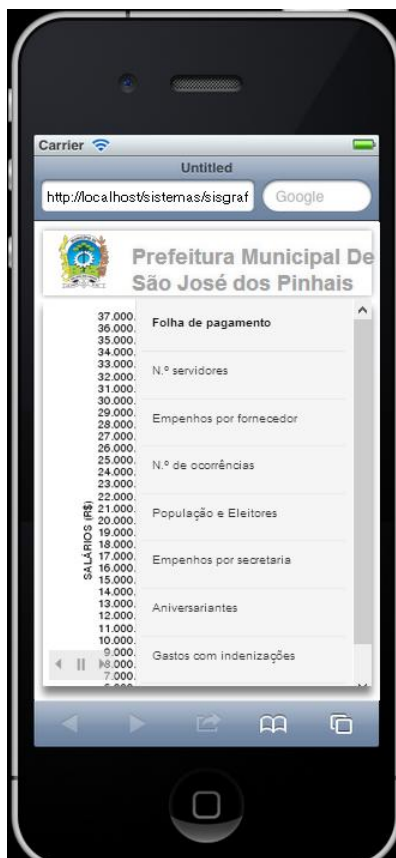 Carrier
Untitled
http://localhost/sistemas/sisgraf
Google
Prefeitura Municipal De
São José dos Pinhais
SALÁRIOS (R$)
37.000.
36.000.
35.000.
34.000.
33.000.
32.000.
31.000.
30.000.
29.000.
28.000.
27.000.
26.000.
25.000.
24.000.
23.000.
22.000.
21.000.
20.000.
19.000.
18.000.
17.000.
16.000.
15.000.
14.000.
13.000.
12.000.
11.000.
10.000.
9.000.
8.000.
7.000.
Folha de pagamento
N.º servidores
Empenhos por fornecedor
N.º de ocorrências
População e Eleitores
Empenhos por secretaria
Aniversariantes
Gastos com indenizações